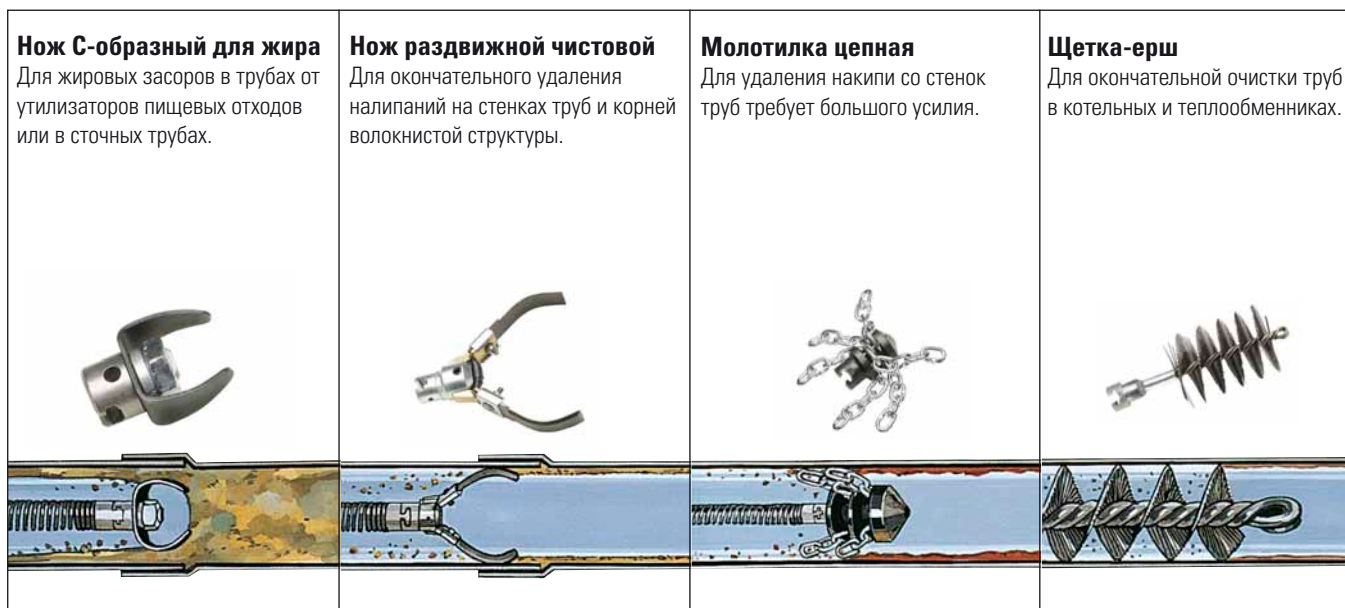 Нож С-образный для жира
Для жировых засоров в трубах от
утилизаторов пищевых отходов
или в сточных трубах.
Нож раздвижной чистовой
Для окончательного удаления
налипаний на стенках труб и корней
волокнистой структуры.
Молотилка цепная
Для удаления накипи со стенок
труб требует большого усилия.
Щетка-ерш
Для окончательной очистки труб
в котельных и теплообменниках.